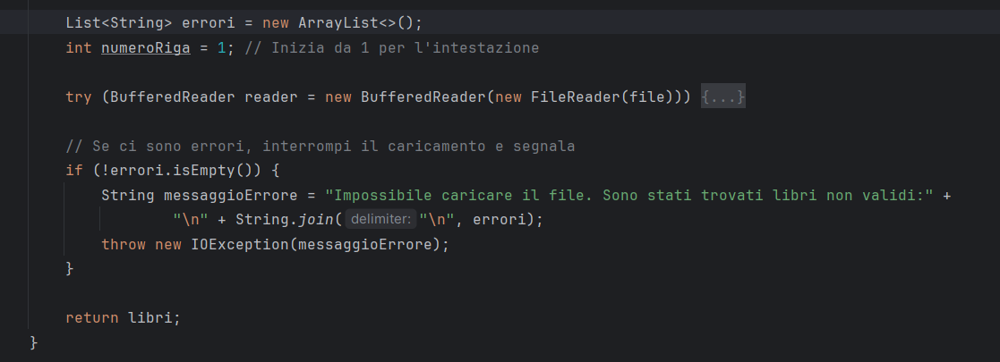 List<String> errori = new ArrayList<>();
int numeroRiga = 1; // Inizia da 1 per l'intestazione
try (BufferedReader reader = new BufferedReader(new FileReader(file))) {...}
// Se ci sono errori, interrompi il caricamento e segnala
if (!errori.isEmpty()) {
String messaggioErrore = "Impossibile caricare il file. Sono stati trovati libri non validi:" +
"\n" + String.join( delimiter: "\n", errori);
throw new IOException(messaggioErrore);
}
return libri;
}